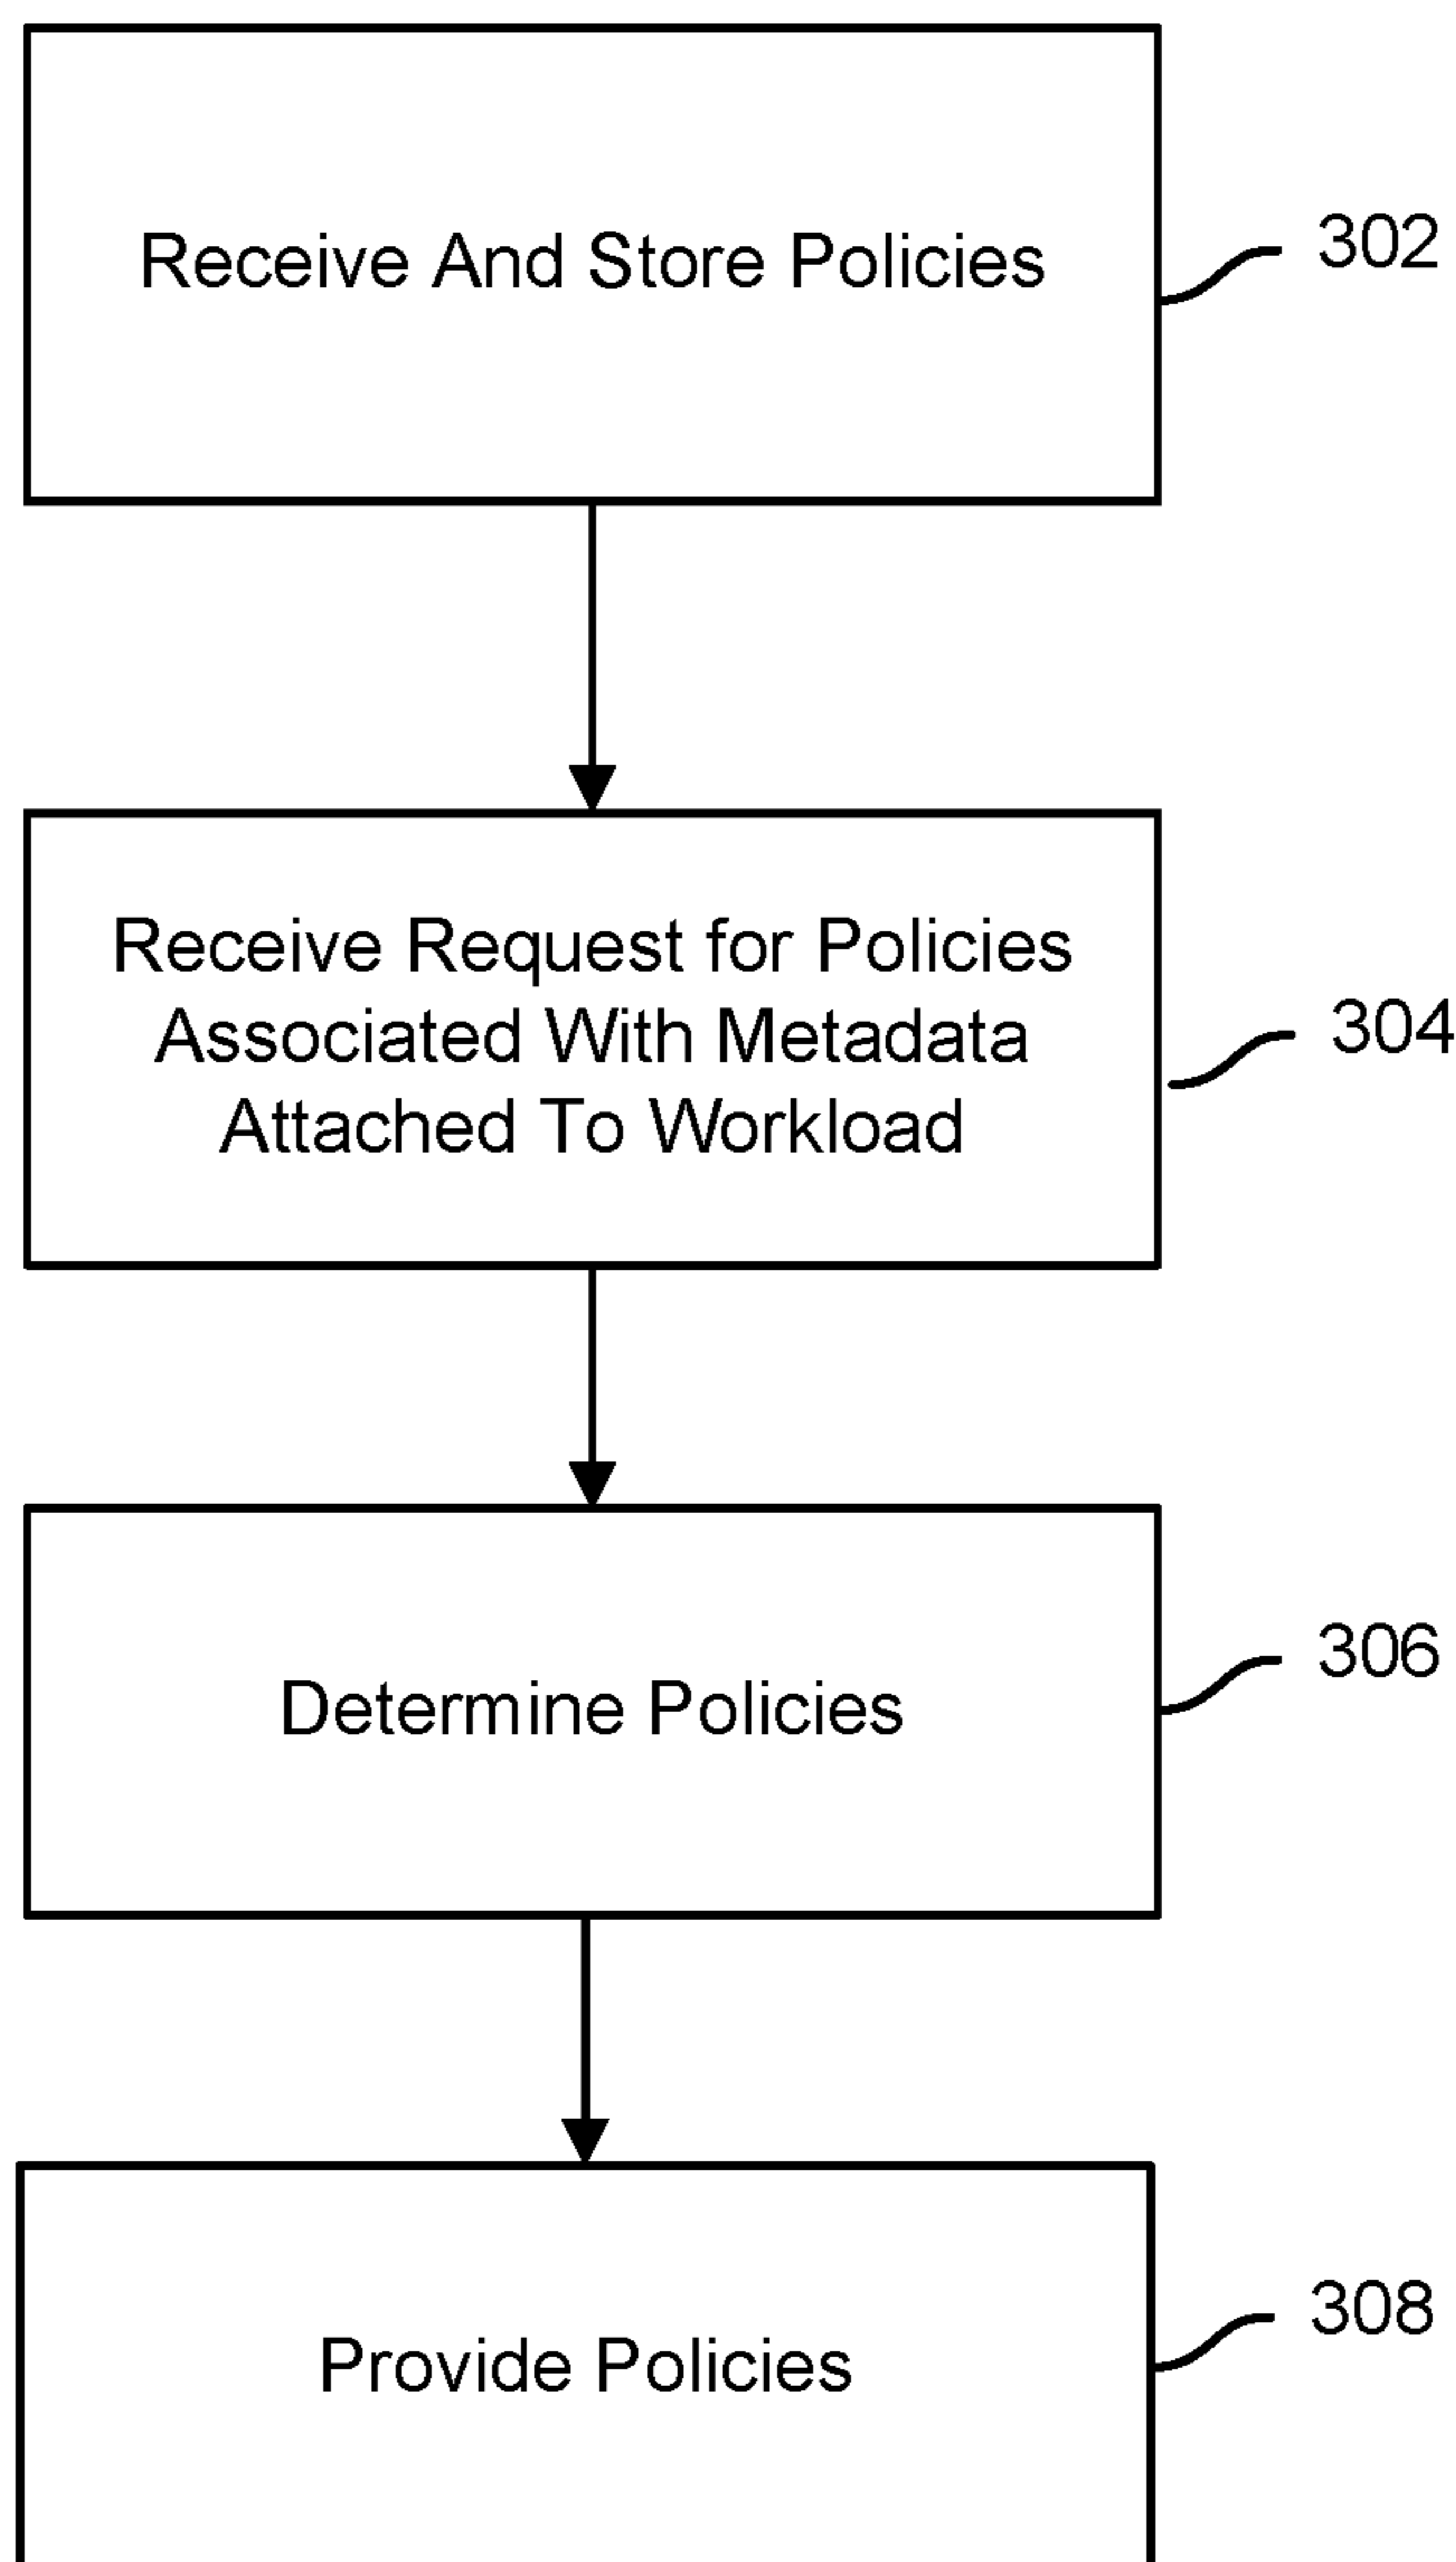 Receive And Store Policies
302
Receive Request for Policies
Associated With Metadata
Attached To Workload
304
Determine Policies
306
Provide Policies
308